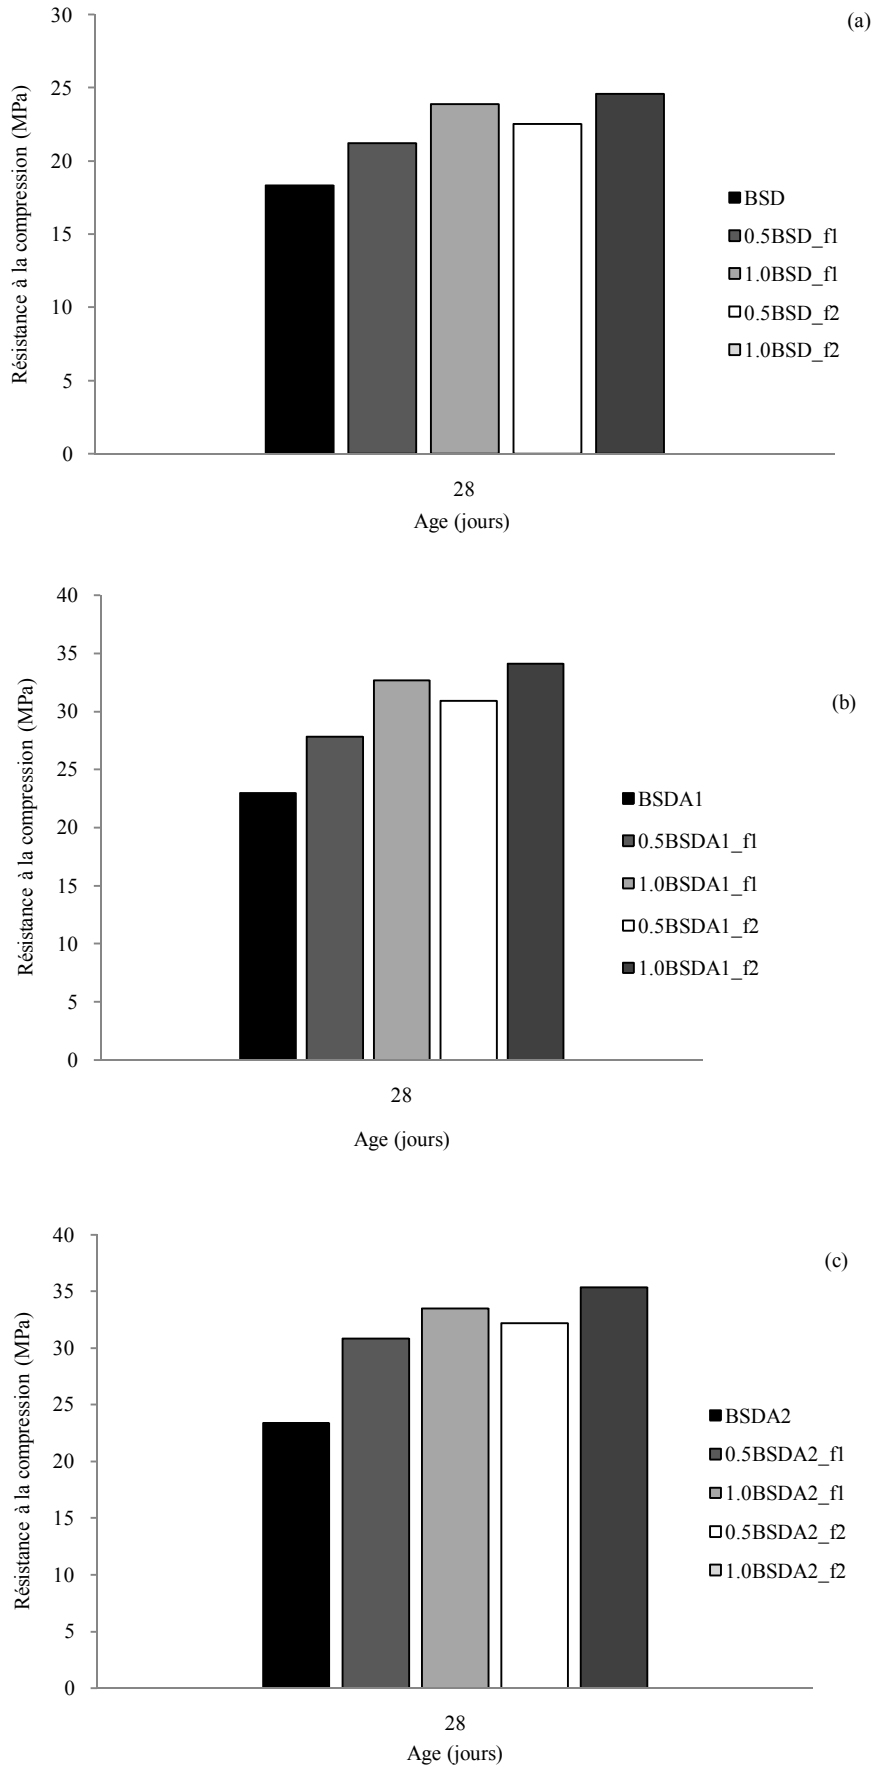 (a)
Résistance à la compression (MPa)
30
25
20
15
10
5
0
28
Age (jours)
BSD
0.5BSD_f1
1.0BSD_f1
0.5BSD_f2
1.0BSD_f2
(b)
Résistance à la compression (MPa)
40
35
30
25
20
15
10
5
0
28
Age (jours)
BSDA1
0.5BSDA1_f1
1.0BSDA1_f1
0.5BSDA1_f2
1.0BSDA1_f2
(c)
Résistance à la compression (MPa)
40
35
30
25
20
15
10
5
0
28
Age (jours)
BSDA2
0.5BSDA2_f1
1.0BSDA2_f1
0.5BSDA2_f2
1.0BSDA2_f2